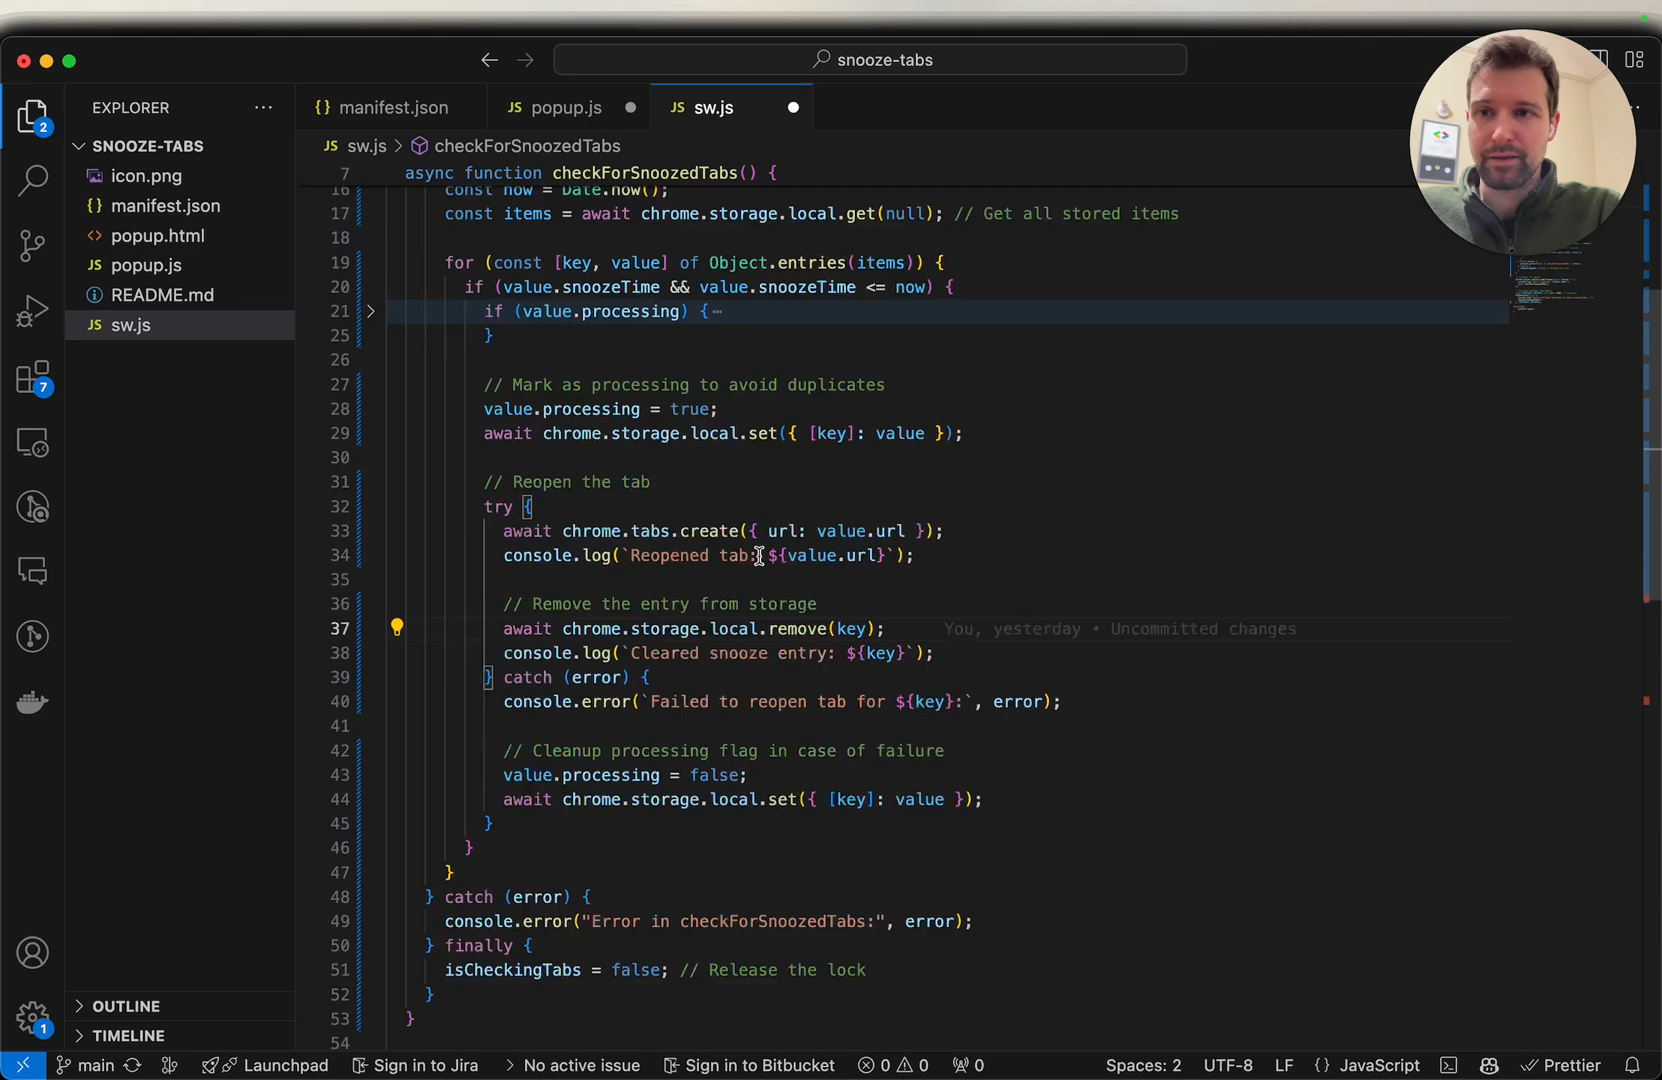 snooze-tabs
EXPLORER
SNOOZE-TABS
icon.png
manifest.json
popup.html
popup.js
README.md
sw.js
OUTLINE
TIMELINE
2
7
1
{} manifest.json
JS popup.js
JS sw.js
JS sw.js > checkForSnoozedTabs
7 async function checkForSnoozedTabs() {
16 const now = Date.now();
17 const items = await chrome.storage.local.get(null); // Get all stored items
18
19 for (const [key, value] of Object.entries(items)) {
20 if (value.snoozeTime && value.snoozeTime <= now) {
21 if (value.processing) {⋯
25 }
26
27 // Mark as processing to avoid duplicates
28 value.processing = true;
29 await chrome.storage.local.set({ [key]: value });
30
31 // Reopen the tab
32 try {
33 await chrome.tabs.create({ url: value.url });
34 console.log(`Reopened tab: ${value.url}`);
35
36 // Remove the entry from storage
37 await chrome.storage.local.remove(key); You, yesterday • Uncommitted changes
38 console.log(`Cleared snooze entry: ${key}`);
39 } catch (error) {
40 console.error(`Failed to reopen tab for ${key}:`, error);
41
42 // Cleanup processing flag in case of failure
43 value.processing = false;
44 await chrome.storage.local.set({ [key]: value });
45 }
46 }
47 }
48 } catch (error) {
49 console.error("Error in checkForSnoozedTabs:", error);
50 } finally {
51 isCheckingTabs = false; // Release the lock
52 }
53 }
54
main Launchpad Sign in to Jira No active issue Sign in to Bitbucket 0 0 0 Spaces: 2 UTF-8 LF {} JavaScript Prettier